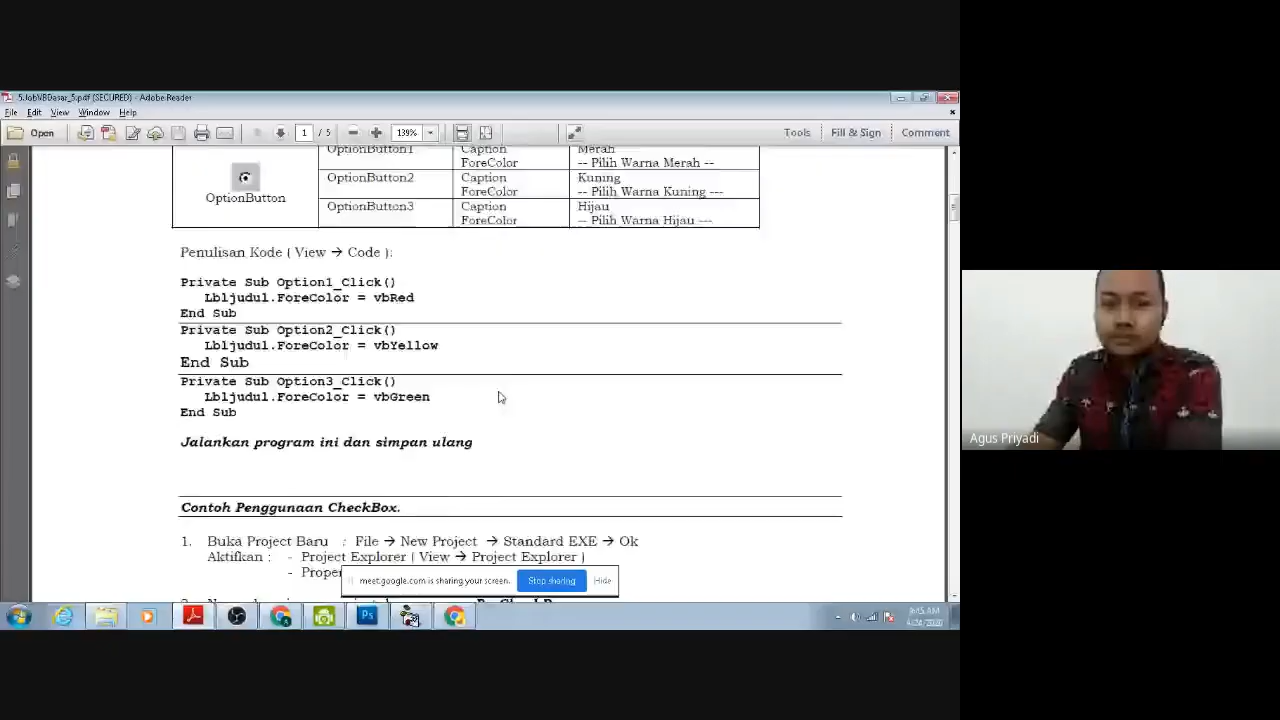 5.JobVBDasar_5.pdf (SECURED) - Adobe Reader
File Edit View Window Help
Open 1 / 5 139% Tools Fill & Sign Comment
OptionButton
OptionButton1 Caption Merah
ForeColor -- Pilih Warna Merah --
OptionButton2 Caption Kuning
ForeColor -- Pilih Warna Kuning ---
OptionButton3 Caption Hijau
ForeColor -- Pilih Warna Hijau ---
Penulisan Kode ( View → Code ):
Private Sub Option1_Click()
Lbljudul.ForeColor = vbRed
End Sub
Private Sub Option2_Click()
Lbljudul.ForeColor = vbYellow
End Sub
Private Sub Option3_Click()
Lbljudul.ForeColor = vbGreen
End Sub
Jalankan program ini dan simpan ulang
Contoh Penggunaan CheckBox.
1. Buka Project Baru : File → New Project → Standard EXE → Ok
Aktifkan : - Project Explorer ( View → Project Explorer )
- Proper
meet.google.com is sharing your screen. Stop sharing Hide
Ps
Agus Priyadi